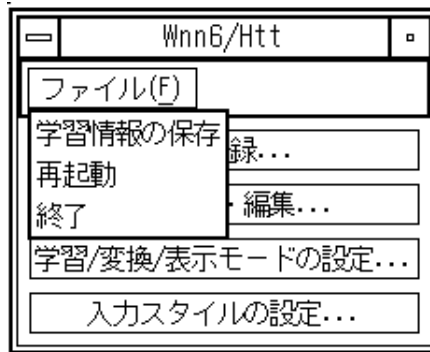 Wnn6/Htt
ファイル(F)
学習情報の保存
再起動
終了
録...
・編集...
学習/変換/表示モードの設定...
入力スタイルの設定...